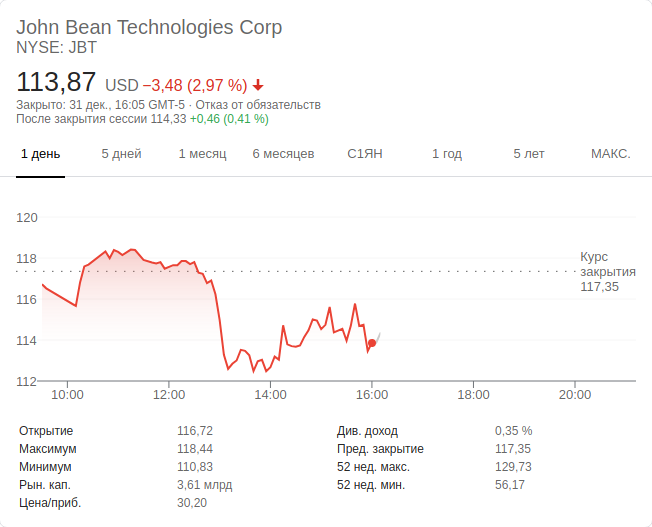 John Bean Technologies Corp
NYSE: JBT
113,87 USD −3,48 (2,97 %)
Закрыто: 31 дек., 16:05 GMT-5 · Отказ от обязательств
После закрытия сессии 114,33 +0,46 (0,41 %)
1 день 5 дней 1 месяц 6 месяцев С1ЯН 1 год 5 лет МАКС.
120
118
116
114
112
Курс
закрытия
117,35
10:00 12:00 14:00 16:00 18:00 20:00
Открытие 116,72 Див. доход 0,35 %
Максимум 118,44 Пред. закрытие 117,35
Минимум 110,83 52 нед. макс. 129,73
Рын. кап. 3,61 млрд 52 нед. мин. 56,17
Цена/приб. 30,20